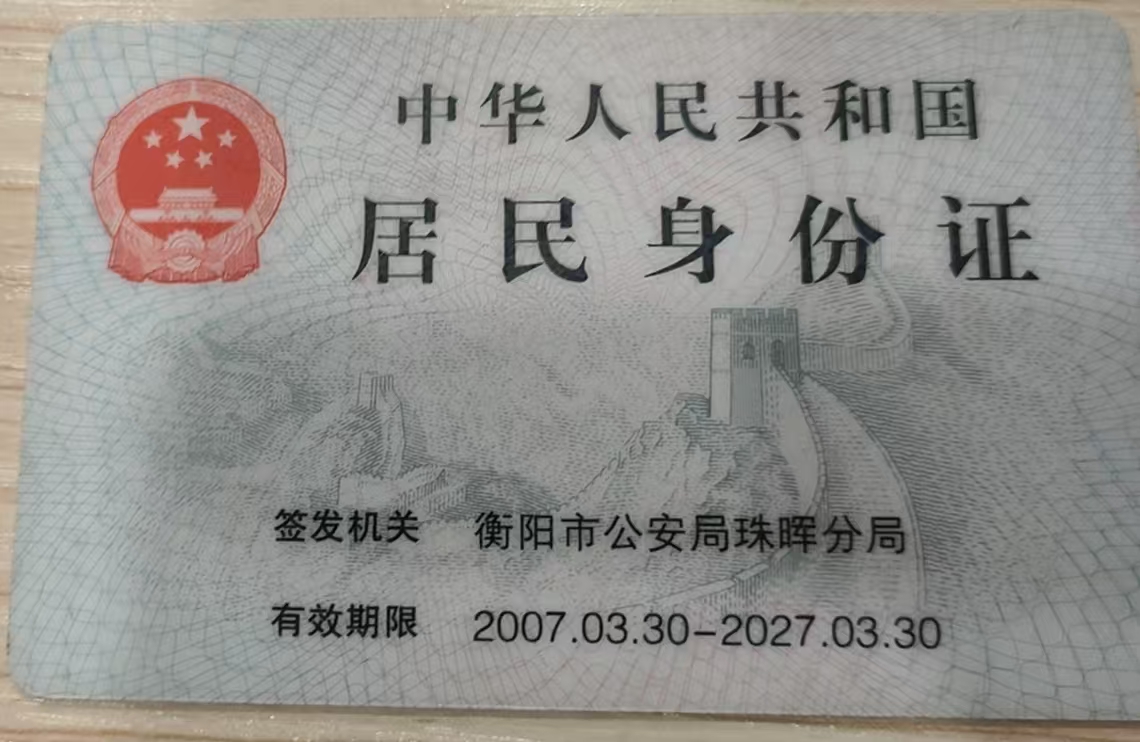 中华人民共和国
居民身份证
签发机关 衡阳市公安局珠晖分局
有效期限 2007.03.30-2027.03.30